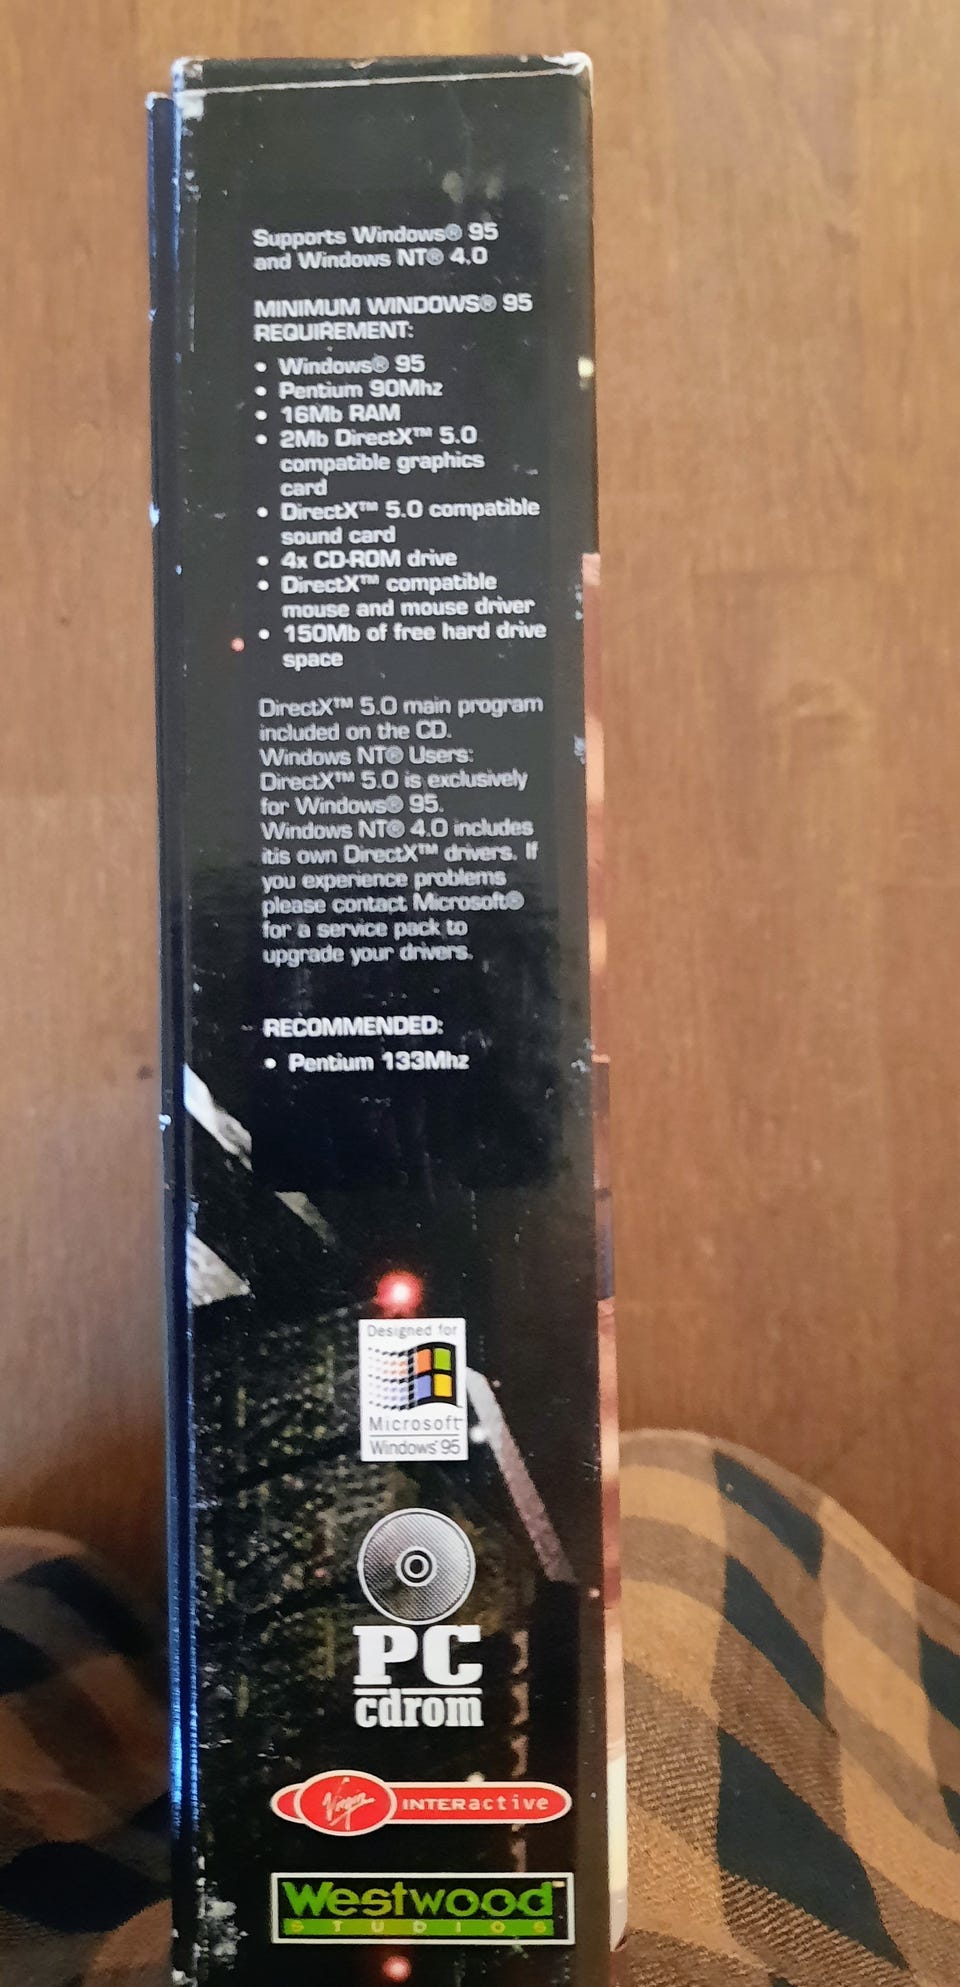 Supports Windows® 95
and Windows NT® 4.0
MINIMUM WINDOWS® 95
REQUIREMENT:
• Windows® 95
• Pentium 90Mhz
• 16Mb RAM
• 2Mb DirectX™ 5.0
compatible graphics
card
• DirectX™ 5.0 compatible
sound card
• 4x CD-ROM drive
• DirectX™ compatible
mouse and mouse driver
• 150Mb of free hard drive
space
DirectX™ 5.0 main program
included on the CD.
Windows NT® Users:
DirectX™ 5.0 is exclusively
for Windows® 95.
Windows NT® 4.0 includes
itis own DirectX™ drivers. If
you experience problems
please contact Microsoft®
for a service pack to
upgrade your drivers.
RECOMMENDED:
• Pentium 133Mhz
Designed for
Microsoft
Windows 95
PC
cdrom
Virgin INTERactive
Westwood™
STUDIOS